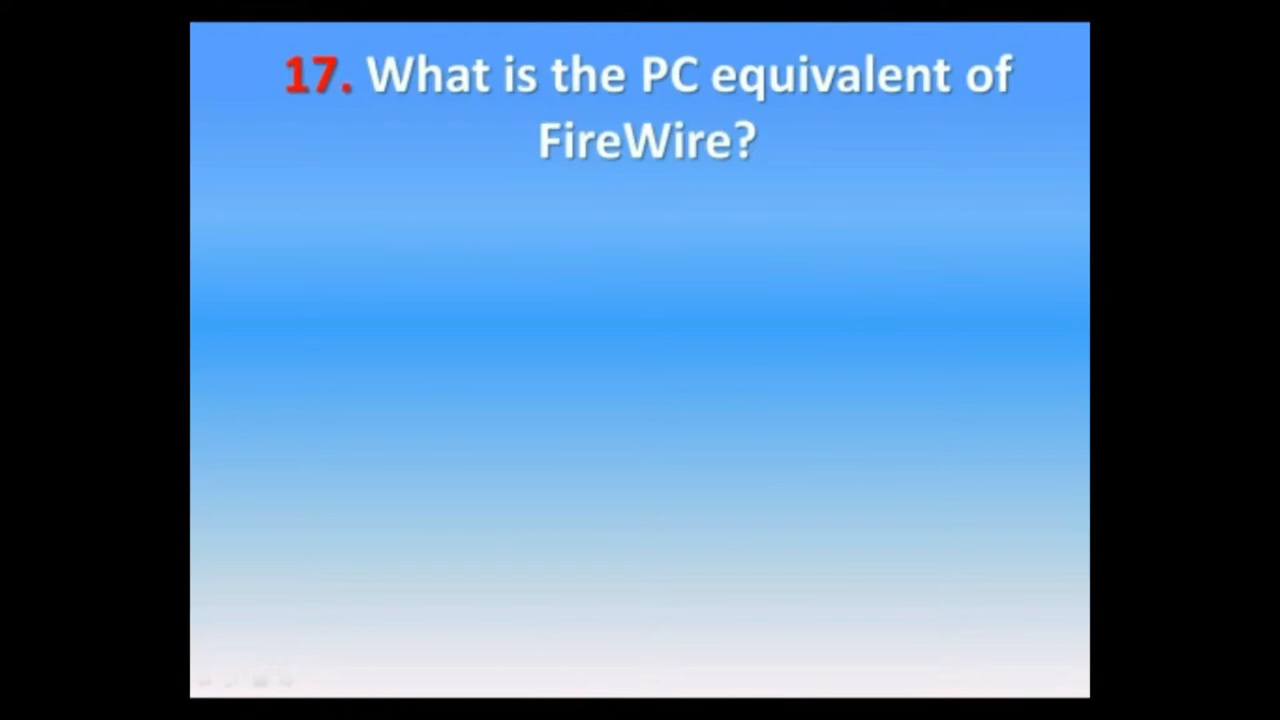 17. What is the PC equivalent of
FireWire?